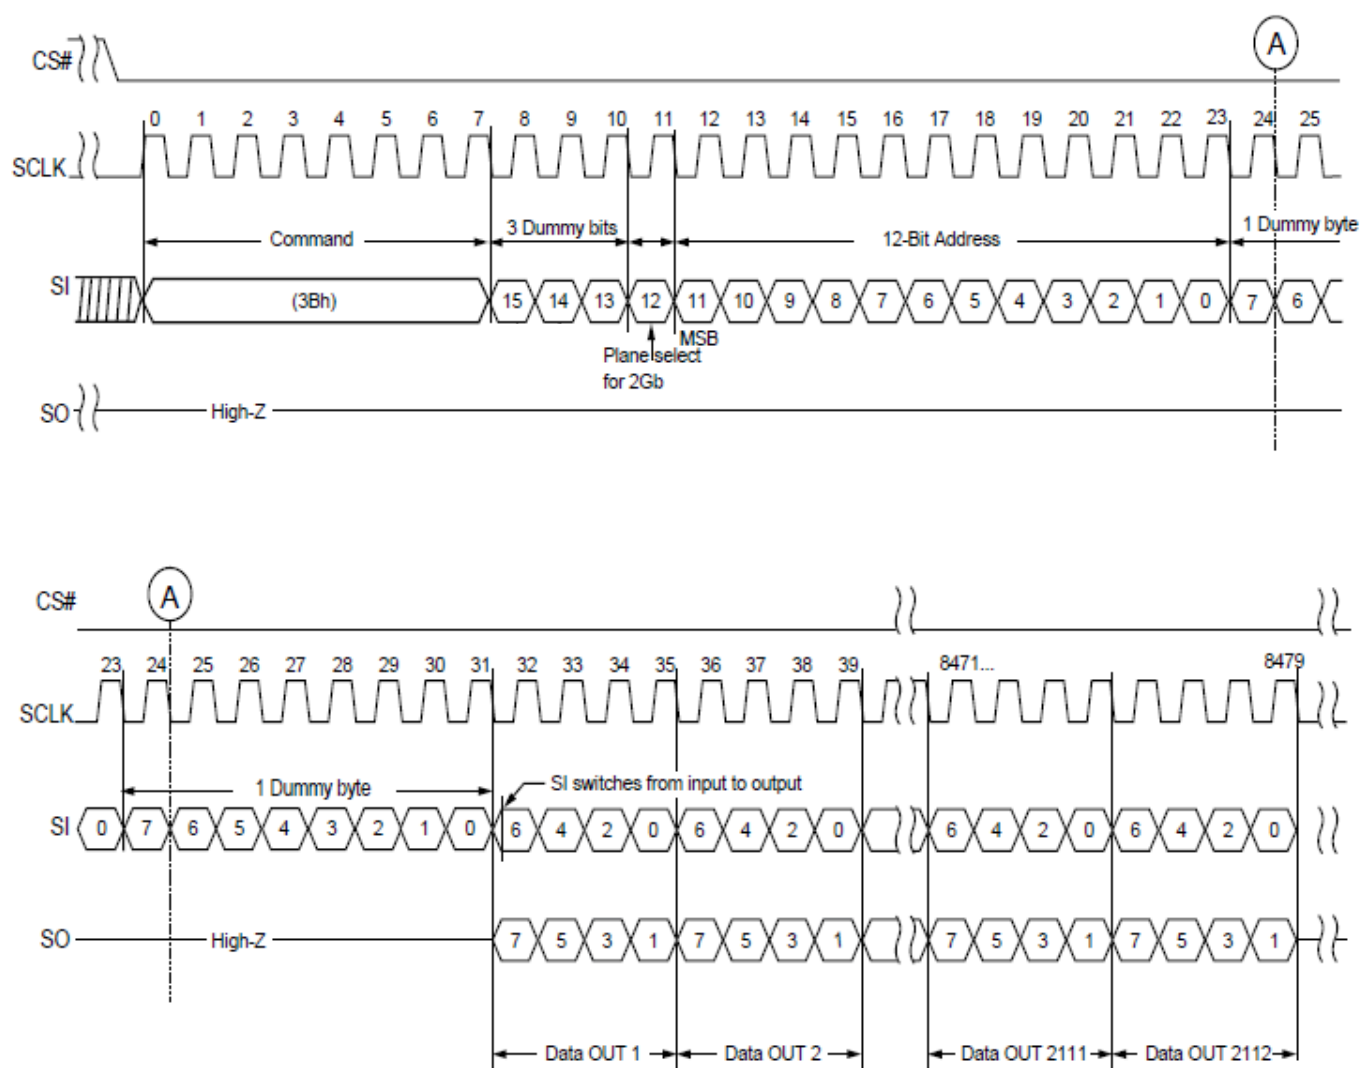 A
CS#
0 1 2 3 4 5 6 7 8 9 10 11 12 13 14 15 16 17 18 19 20 21 22 23 24 25
SCLK
Command 3 Dummy bits 12-Bit Address 1 Dummy byte
SI (3Bh) 15 14 13 12 11 10 9 8 7 6 5 4 3 2 1 0 7 6
MSB
Plane select
for 2Gb
SO High-Z
A
CS#
23 24 25 26 27 28 29 30 31 32 33 34 35 36 37 38 39 8471... 8479
SCLK
1 Dummy byte SI switches from input to output
SI 0 7 6 5 4 3 2 1 0 6 4 2 0 6 4 2 0 6 4 2 0 6 4 2 0
SO High-Z 7 5 3 1 7 5 3 1 7 5 3 1 7 5 3 1
Data OUT 1 Data OUT 2 Data OUT 2111 Data OUT 2112